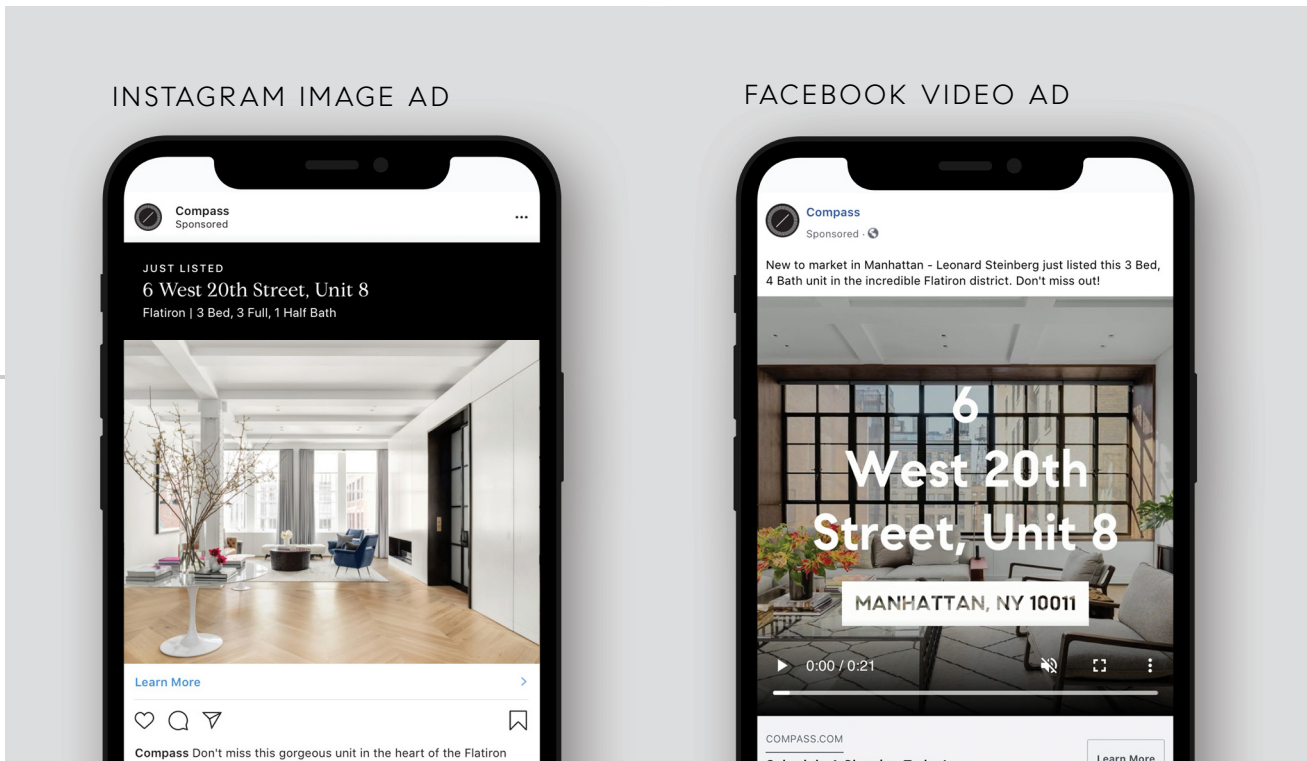 INSTAGRAM IMAGE AD
Compass
Sponsored
JUST LISTED
6 West 20th Street, Unit 8
Flatiron | 3 Bed, 3 Full, 1 Half Bath
Learn More
Compass Don't miss this gorgeous unit in the heart of the Flatiron
FACEBOOK VIDEO AD
Compass
Sponsored ·
New to market in Manhattan - Leonard Steinberg just listed this 3 Bed,
4 Bath unit in the incredible Flatiron district. Don't miss out!
6
West 20th
Street, Unit 8
MANHATTAN, NY 10011
0:00 / 0:21
COMPASS.COM
Learn More